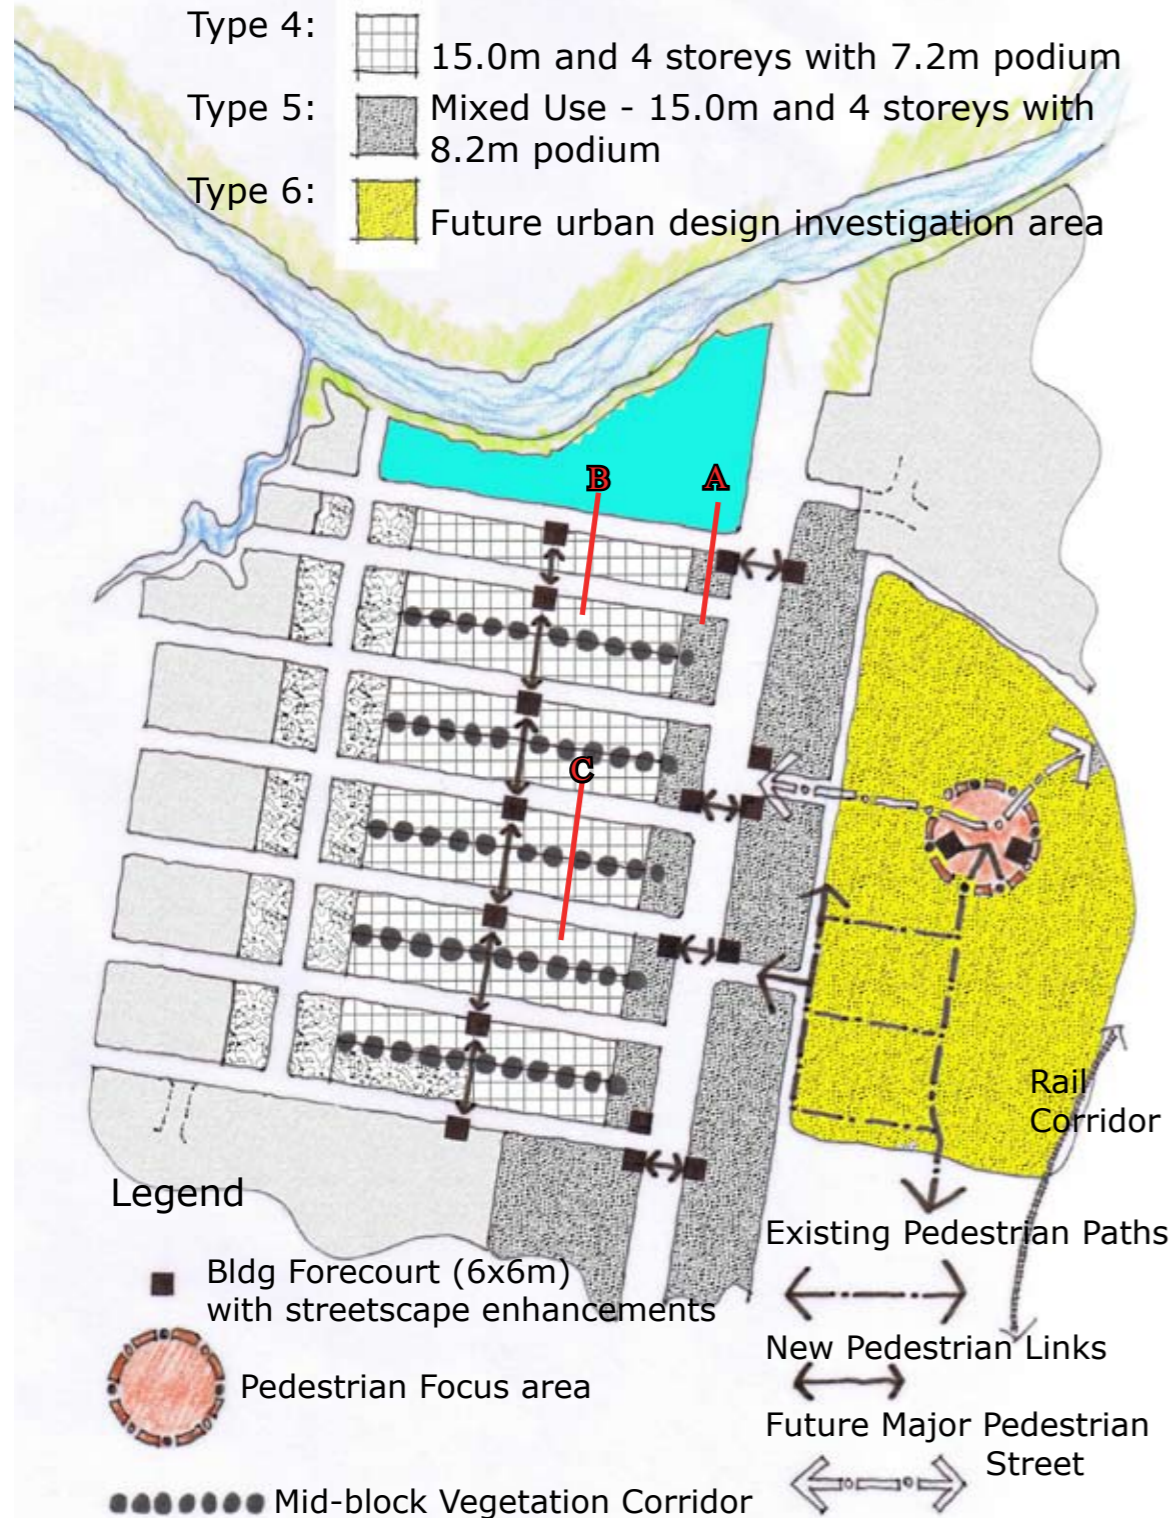 Type 4:
15.0m and 4 storeys with 7.2m podium
Type 5:
Mixed Use - 15.0m and 4 storeys with
8.2m podium
Type 6:
Future urban design investigation area
B
A
C
Rail
Corridor
Legend
Bldg Forecourt (6x6m)
with streetscape enhancements
Pedestrian Focus area
Mid-block Vegetation Corridor
Existing Pedestrian Paths
New Pedestrian Links
Future Major Pedestrian
Street